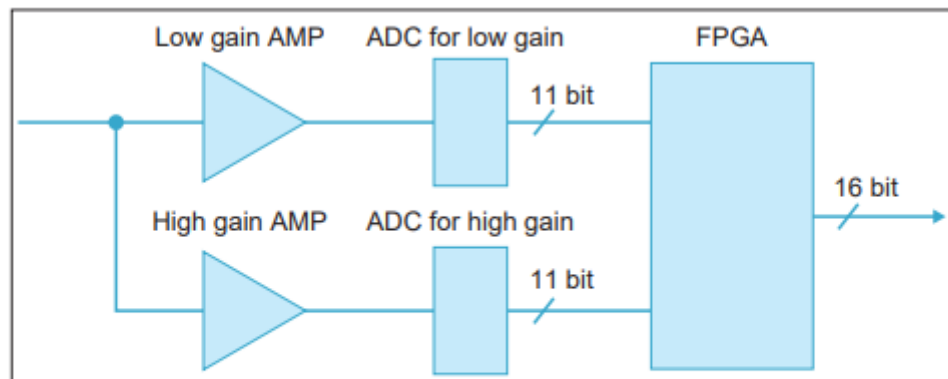 Low gain AMP
ADC for low gain
FPGA
11 bit
16 bit
High gain AMP
ADC for high gain
11 bit